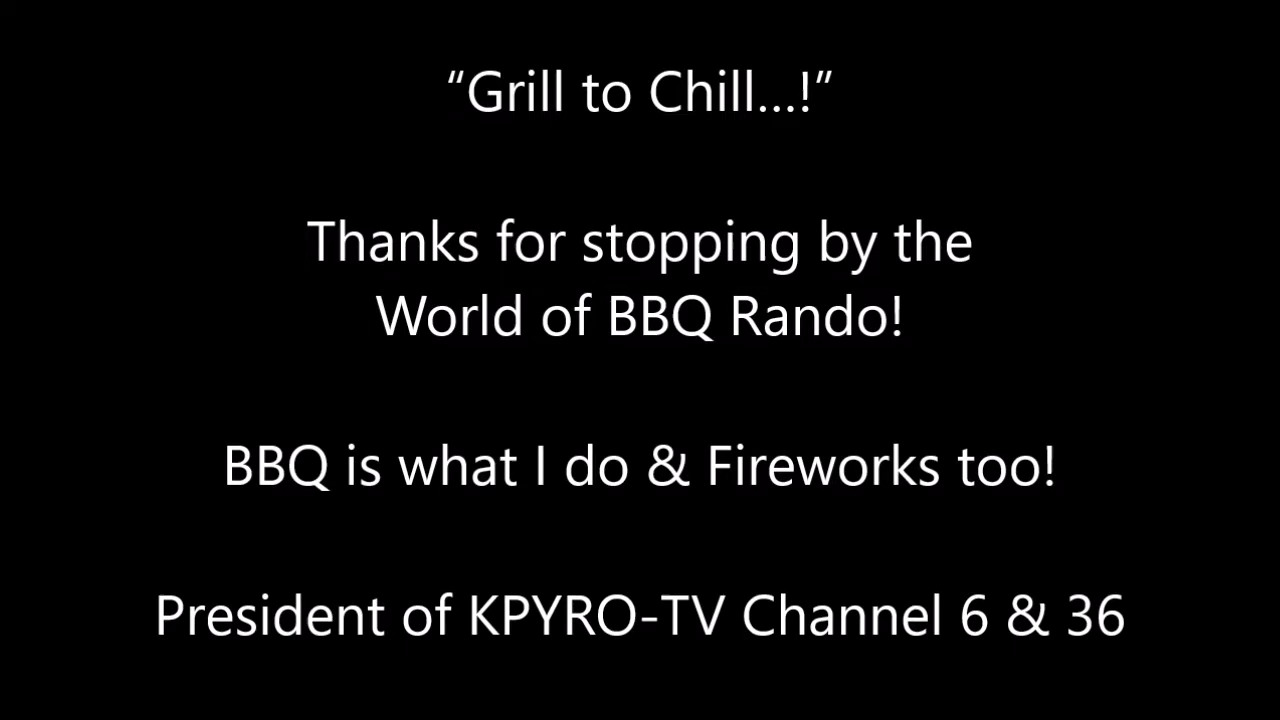 “Grill to Chill...!”
Thanks for stopping by the
World of BBQ Rando!
BBQ is what I do & Fireworks too!
President of KPYRO-TV Channel 6 & 36